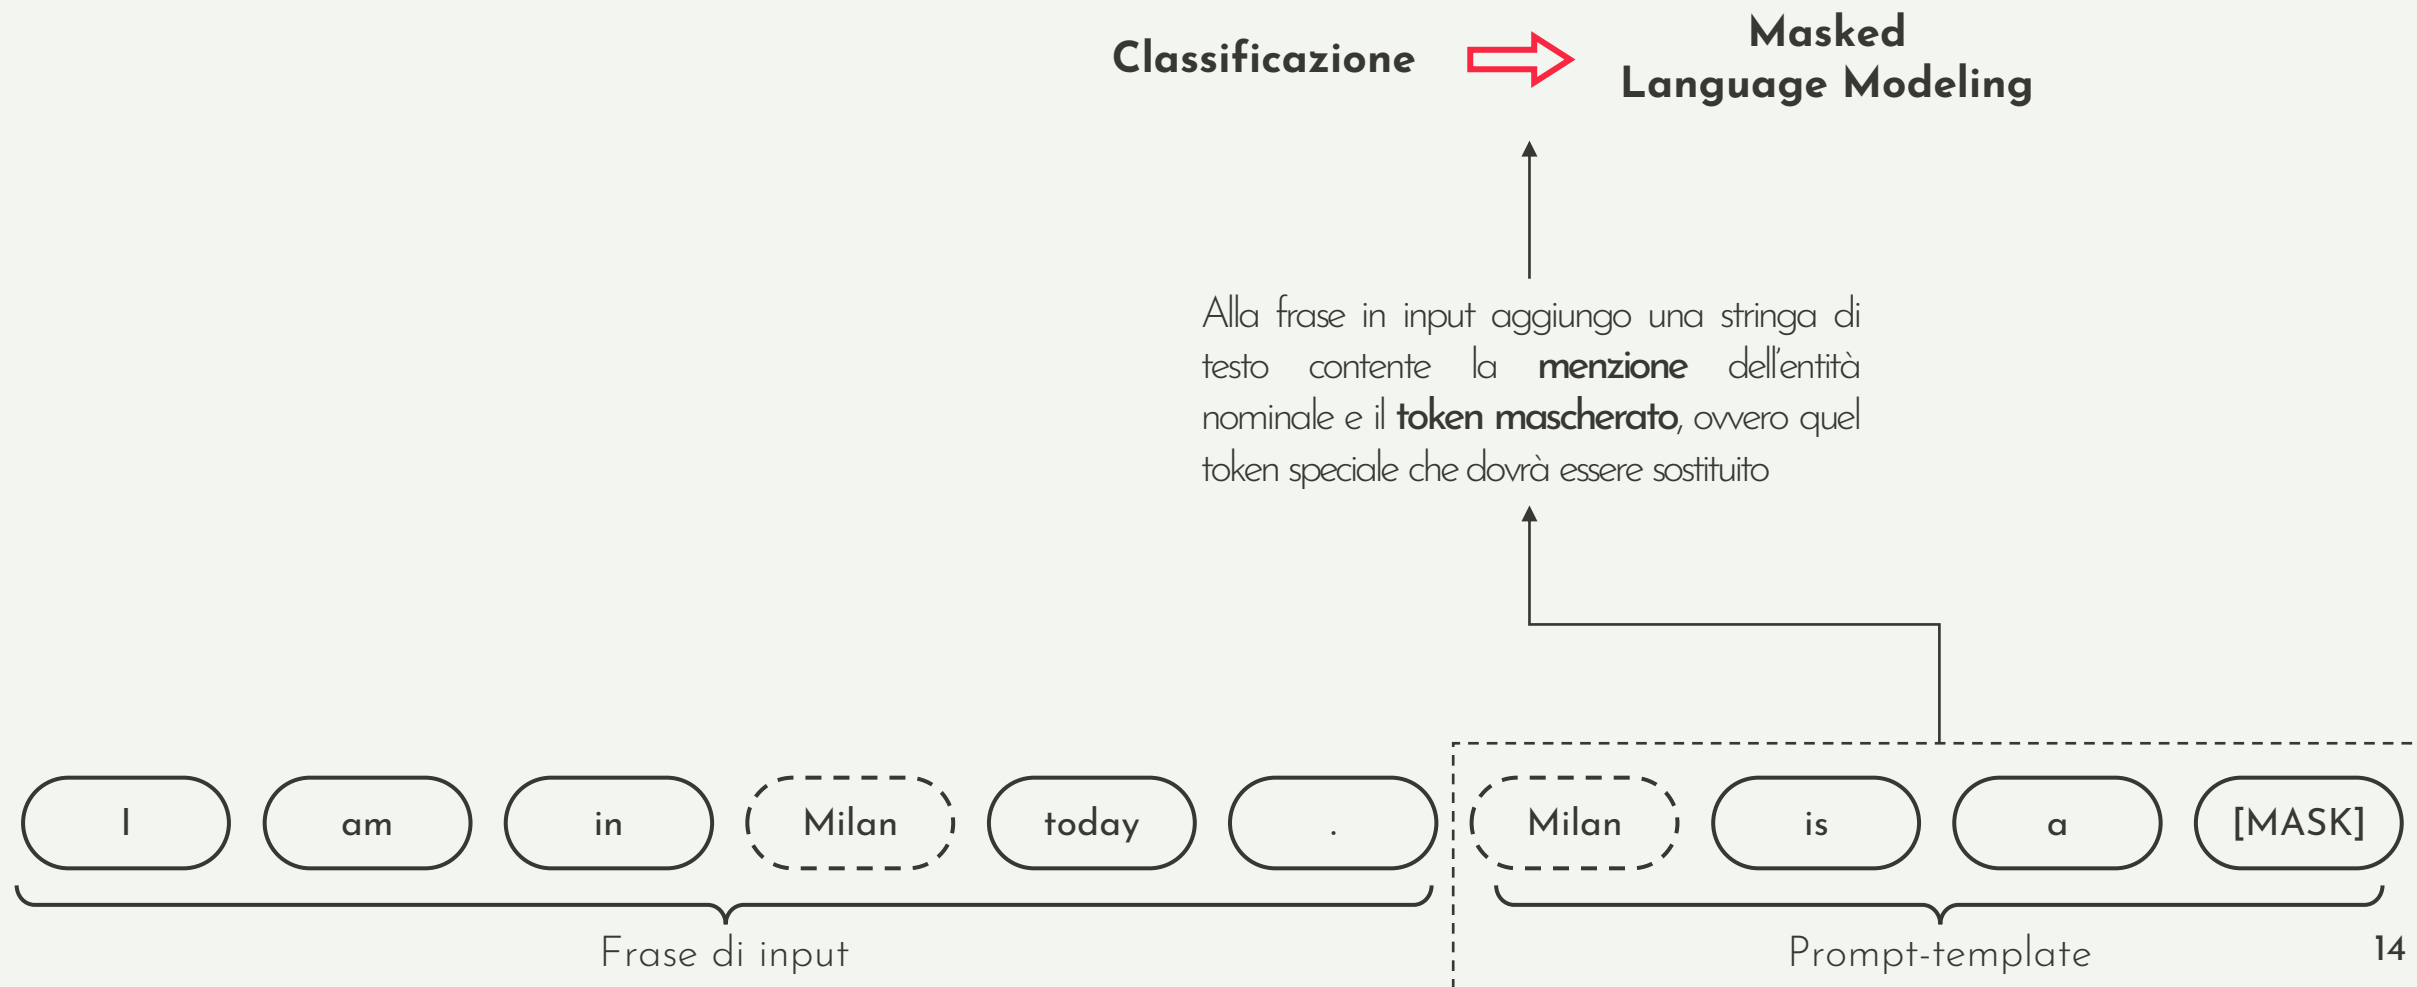 Classificazione
Masked
Language Modeling
Alla frase in input aggiungo una stringa di
testo contente la menzione dell'entità
nominale e il token mascherato, ovvero quel
token speciale che dovrà essere sostituito
I am in Milan today . Milan is a [MASK]
Frase di input
Prompt-template
14